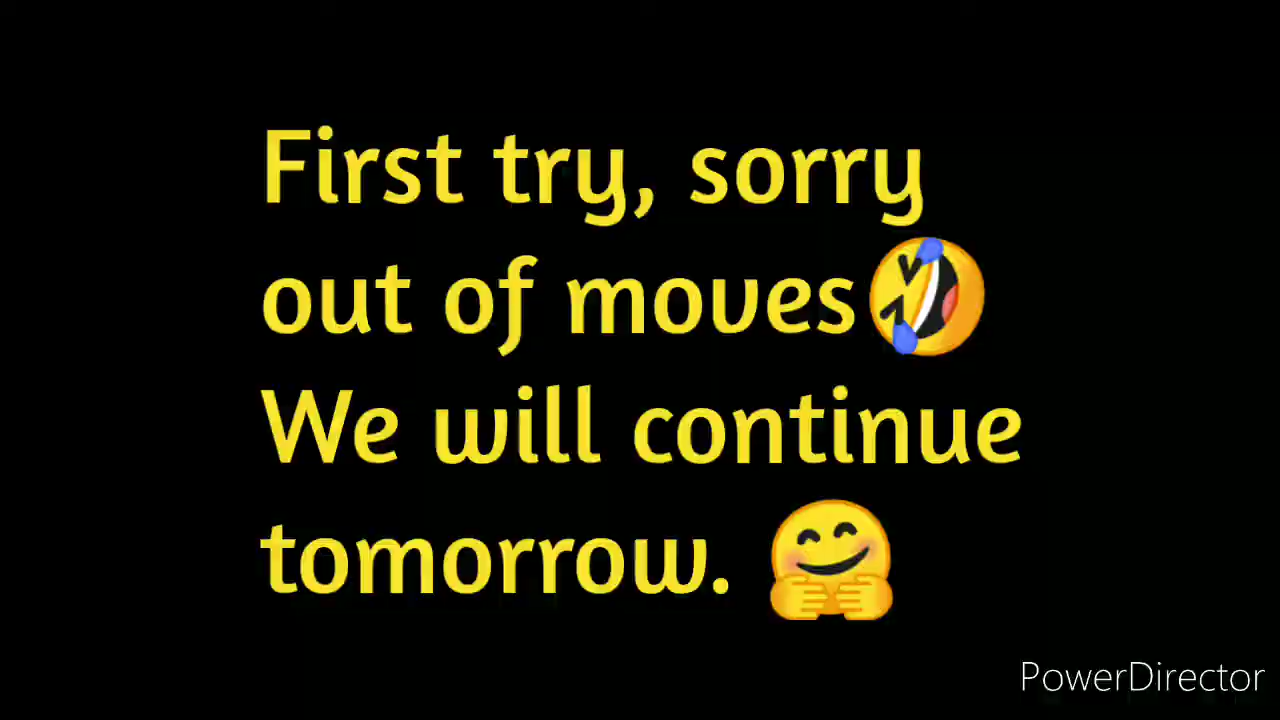 First try, sorry
out of moves🤣
We will continue
tomorrow. 🤗
PowerDirector